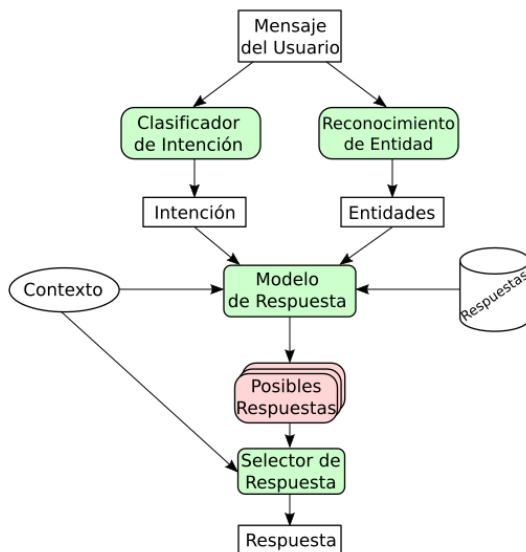 Mensaje
del Usuario
Clasificador
de Intención
Reconocimiento
de Entidad
Intención
Entidades
Contexto
Modelo
de Respuesta
Respuestas
Posibles
Respuestas
Selector de
Respuesta
Respuesta